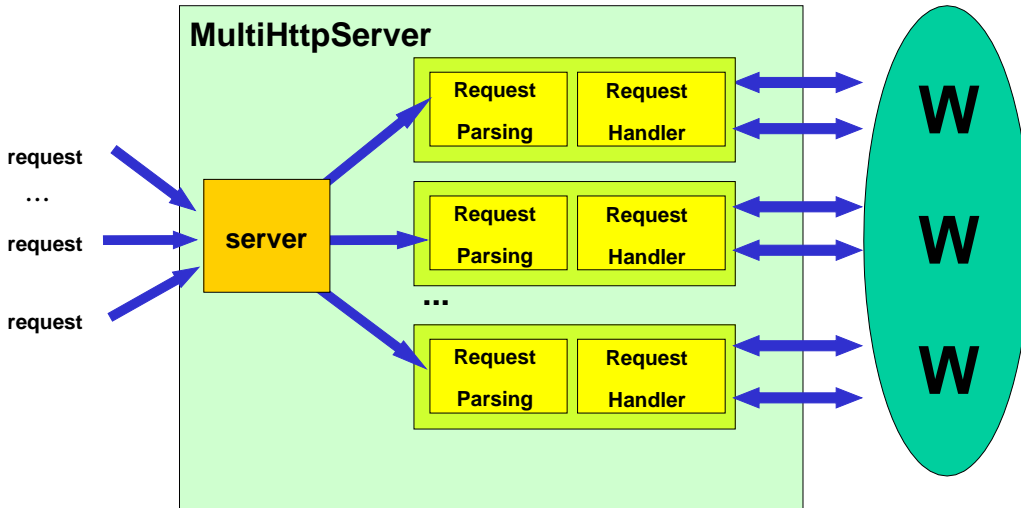 MultiHttpServer
Request
Parsing
Request
Handler
request
...
request
request
server
Request
Parsing
Request
Handler
...
Request
Parsing
Request
Handler
W
W
W